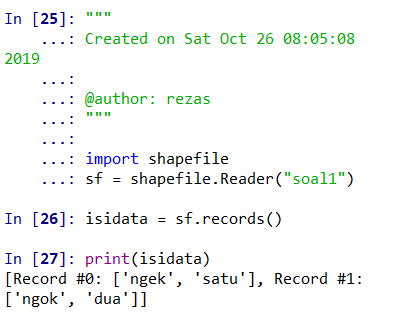 In [25]: """
    ...: Created on Sat Oct 26 08:05:08
2019
    ...:
    ...: @author: rezas
    ...: """
    ...:
    ...: import shapefile
    ...: sf = shapefile.Reader("soal1")
In [26]: isidata = sf.records()
In [27]: print(isidata)
[Record #0: ['ngek', 'satu'], Record #1:
['ngok', 'dua']]